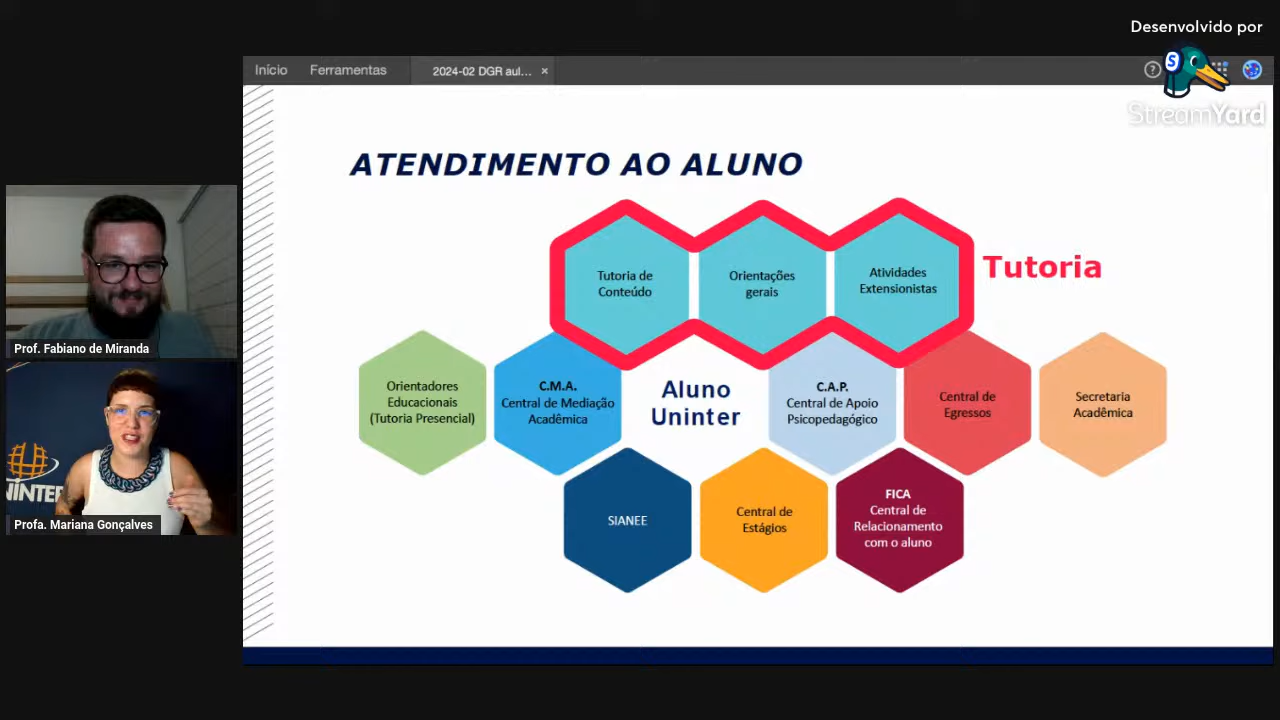 Desenvolvido por
StreamYard
Início
Ferramentas
2024-02 DGR aul...
×
?
S
ATENDIMENTO AO ALUNO
Tutoria de
Conteúdo
Orientações
gerais
Atividades
Extensionistas
Tutoria
Prof. Fabiano de Miranda
Orientadores
Educacionais
(Tutoria Presencial)
C.M.A.
Central de Mediação
Acadêmica
Aluno
Uninter
C.A.P.
Central de Apoio
Psicopedagógico
Central de
Egressos
Secretaria
Acadêmica
SIANEE
Central de
Estágios
FICA
Central de
Relacionamento
com o aluno
UNINTER
Profa. Mariana Gonçalves